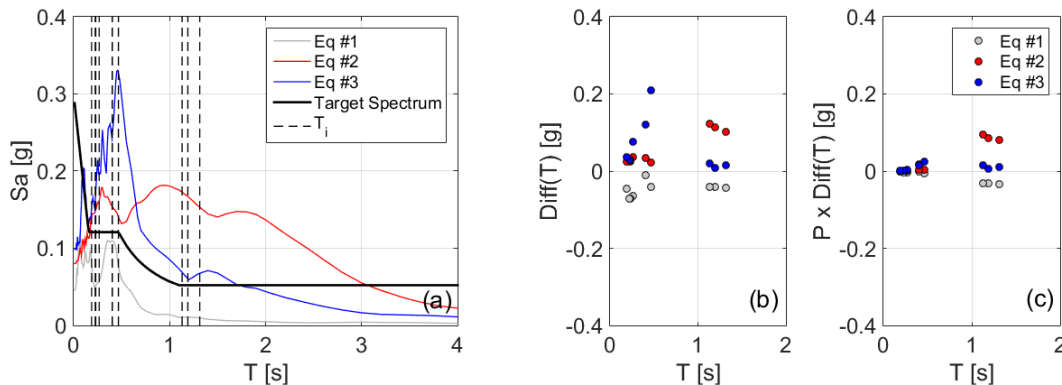 (a)
Sa [g]
0.4
0.3
0.2
0.1
0
0
1
2
3
4
T [s]
Eq #1
Eq #2
Eq #3
Target Spectrum
T_i
(b)
Diff(T) [g]
0.4
0.2
0
-0.2
-0.4
0
1
2
T [s]
(c)
P x Diff(T) [g]
0.4
0.2
0
-0.2
-0.4
0
1
2
T [s]
Eq #1
Eq #2
Eq #3